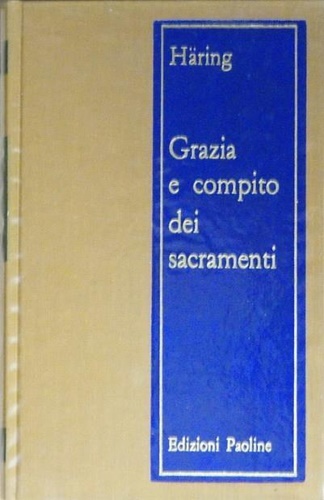 Häring
Grazia
e compito
dei
sacramenti
Edizioni Paoline